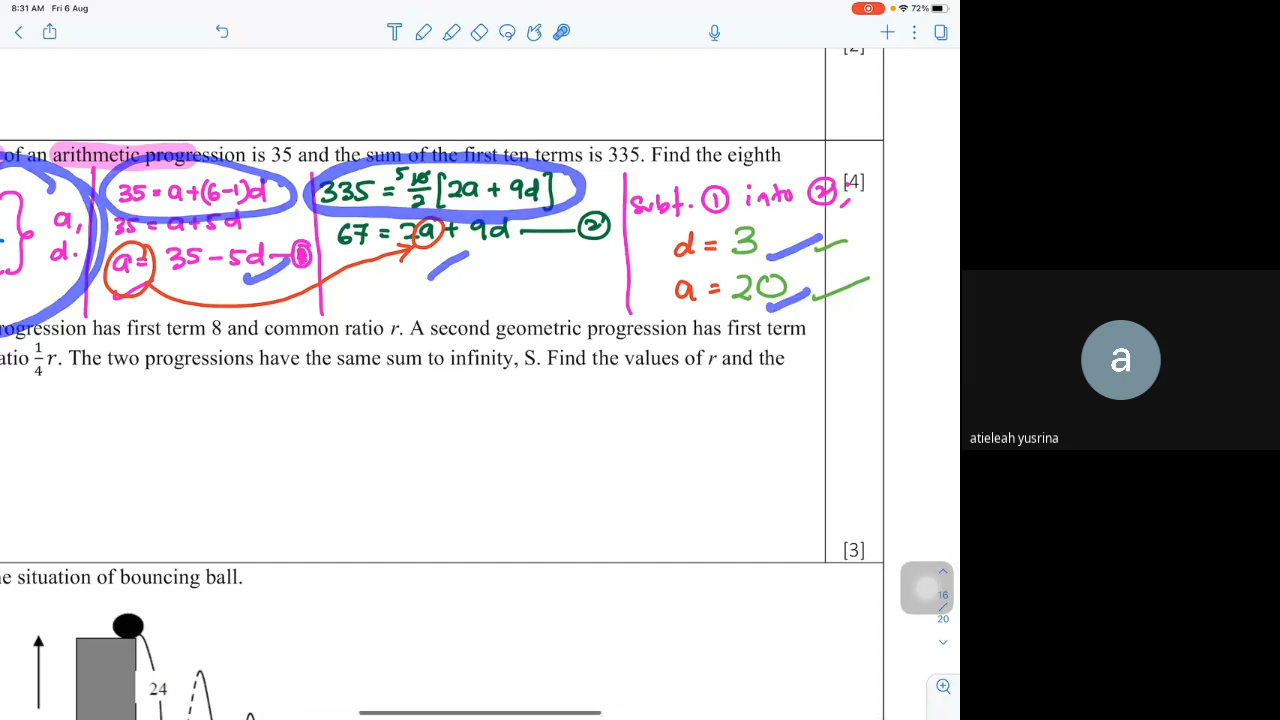 8:31 AM Fri 6 Aug
72%
[2]
of an arithmetic progression is 35 and the sum of the first ten terms is 335. Find the eighth
[4]
35 = a+(6-1)d
35 = a+5d
a = 35 - 5d — ①
a,
d.
335 = 5 10/2 [2a + 9d]
67 = 2a + 9d — ②
subt. ① into ②;
d = 3
a = 20
rogression has first term 8 and common ratio r. A second geometric progression has first term
atio 1/4 r. The two progressions have the same sum to infinity, S. Find the values of r and the
[3]
e situation of bouncing ball.
24
16
/
20
a
atieleah yusrina